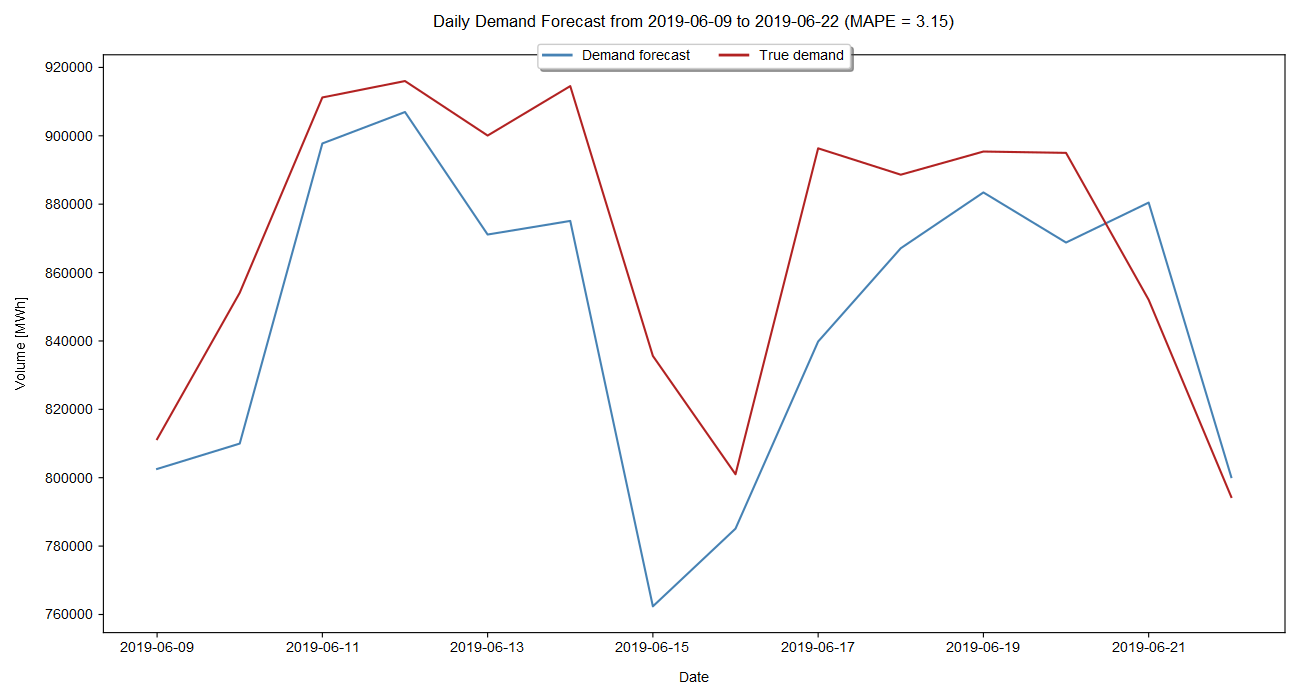 Daily Demand Forecast from 2019-06-09 to 2019-06-22 (MAPE = 3.15)
Demand forecast True demand
920000
900000
880000
860000
840000
820000
800000
780000
760000
Volume [MWh]
2019-06-09 2019-06-11 2019-06-13 2019-06-15 2019-06-17 2019-06-19 2019-06-21
Date